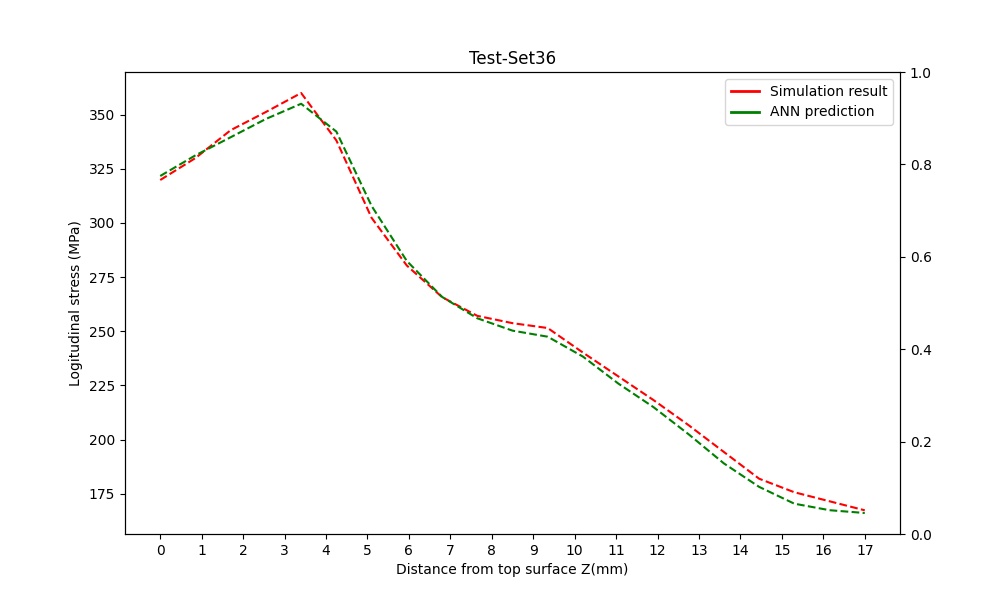 Test-Set36
Simulation result
ANN prediction
350
325
300
275
250
225
200
175
Logitudinal stress (MPa)
1.0
0.8
0.6
0.4
0.2
0.0
0 1 2 3 4 5 6 7 8 9 10 11 12 13 14 15 16 17
Distance from top surface Z(mm)